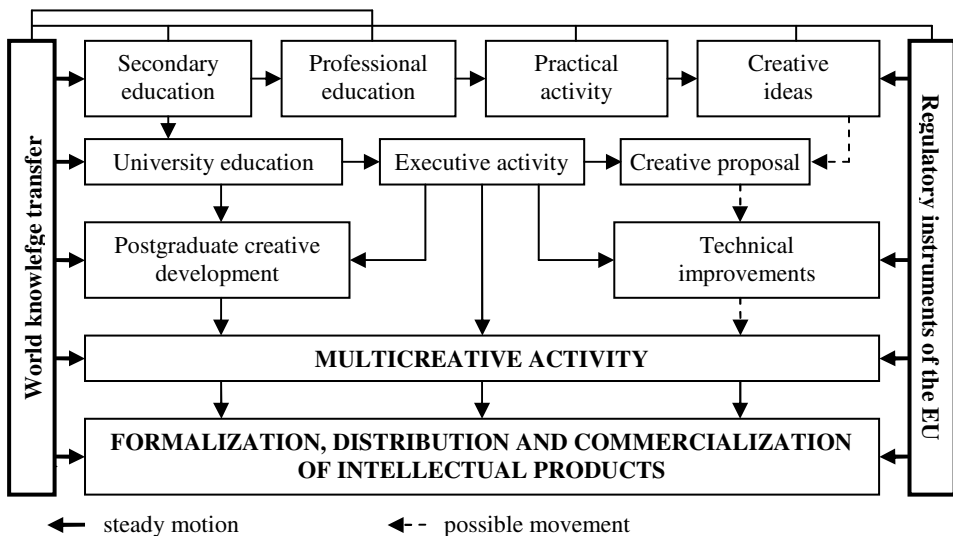 World knowlefge transfer
Secondary
education
Professional
education
Practical
activity
Creative
ideas
University education
Executive activity
Creative proposal
Postgraduate creative
development
Technical
improvements
MULTICREATIVE ACTIVITY
FORMALIZATION, DISTRIBUTION AND COMMERCIALIZATION
OF INTELLECTUAL PRODUCTS
Regulatory instruments of the EU
steady motion
possible movement